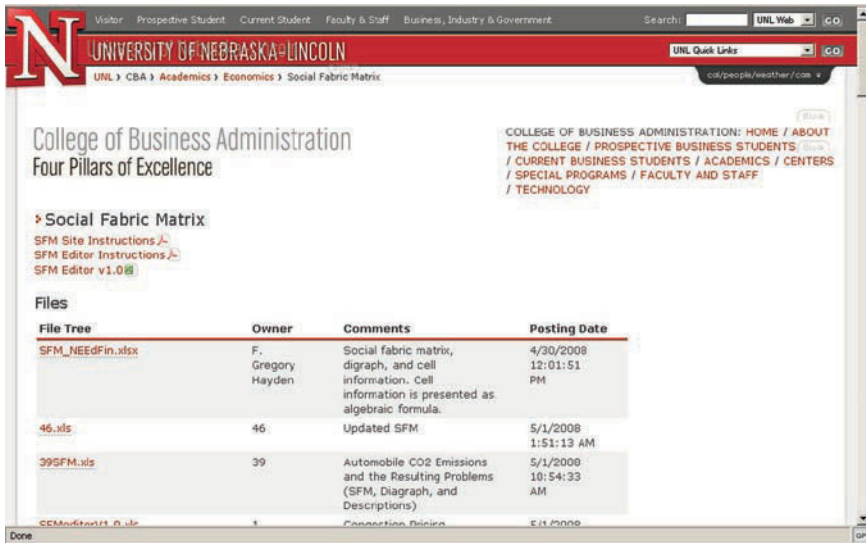 Visitor Prospective Student Current Student Faculty & Staff Business, Industry & Government Search: UNL Web GO
N UNIVERSITY OF NEBRASKA-LINCOLN UNL Quick Links GO
UNL › CBA › Academics › Economics › Social Fabric Matrix
College of Business Administration
Four Pillars of Excellence
COLLEGE OF BUSINESS ADMINISTRATION: HOME / ABOUT
THE COLLEGE / PROSPECTIVE BUSINESS STUDENTS
/ CURRENT BUSINESS STUDENTS / ACADEMICS / CENTERS
/ SPECIAL PROGRAMS / FACULTY AND STAFF
/ TECHNOLOGY
Social Fabric Matrix
SFM Site Instructions
SFM Editor Instructions
SFM Editor v1.0
Files
File Tree Owner Comments Posting Date
SFM_NEEdFin.xlsx F. Social fabric matrix, 4/30/2008
Gregory digraph, and cell 12:01:51
Hayden information. Cell PM
information is presented as
algebraic formula.
46.xls 46 Updated SFM 5/1/2008
1:51:13 AM
39SFM.xls 39 Automobile CO2 Emissions 5/1/2008
and the Resulting Problems 10:54:33
(SFM, Diagraph, and AM
Descriptions)
1 Congestion Pricing 5/1/2008
Done